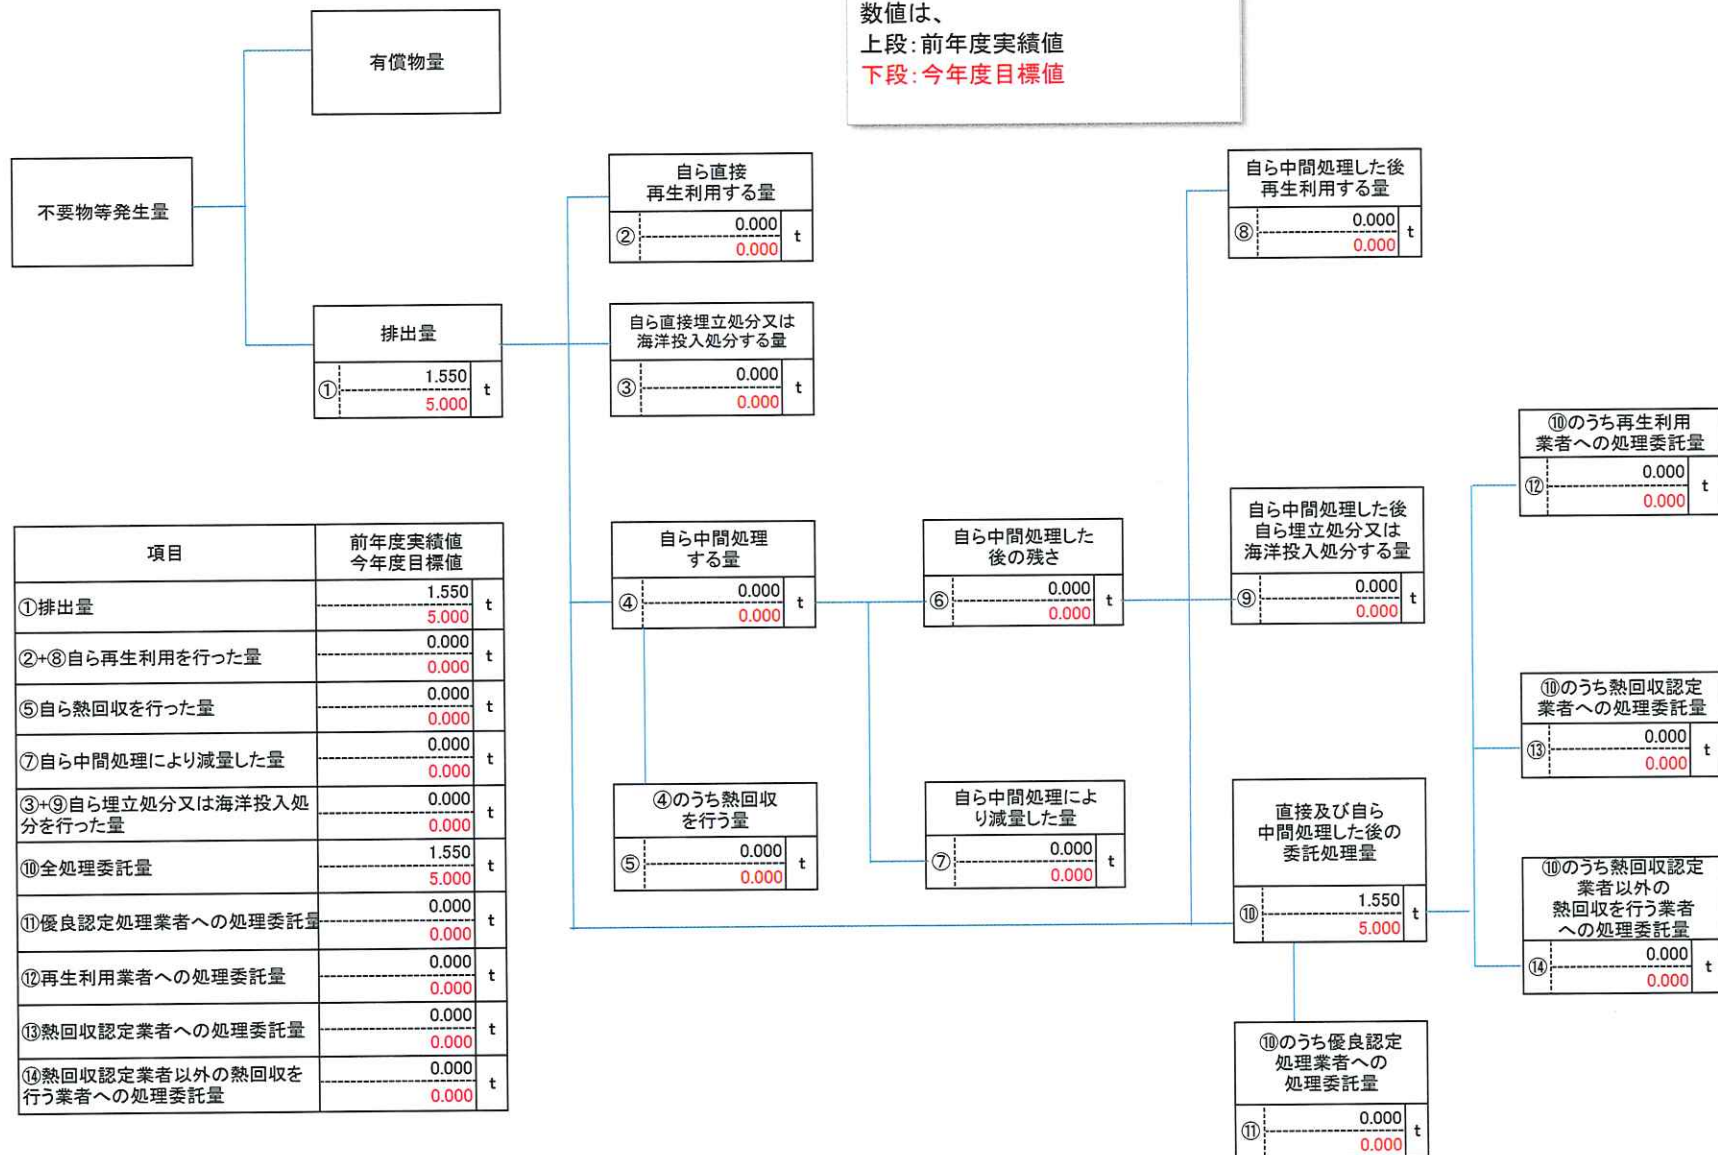 数値は、
上段:前年度実績値
下段:今年度目標値
有償物量
不要物等発生量
排出量
① 1.550 t
5.000
自ら直接
再生利用する量
② 0.000 t
0.000
自ら直接埋立処分又は
海洋投入処分する量
③ 0.000 t
0.000
自ら中間処理した後
再生利用する量
⑧ 0.000 t
0.000
自ら中間処理
する量
④ 0.000 t
0.000
自ら中間処理した
後の残さ
⑥ 0.000 t
0.000
自ら中間処理した後
自ら埋立処分又は
海洋投入処分する量
⑨ 0.000 t
0.000
④のうち熱回収
を行う量
⑤ 0.000 t
0.000
自ら中間処理によ
り減量した量
⑦ 0.000 t
0.000
直接及び自ら
中間処理した後の
委託処理量
⑩ 1.550 t
5.000
⑩のうち優良認定
処理業者への
処理委託量
⑪ 0.000 t
0.000
⑩のうち再生利用
業者への処理委託量
⑫ 0.000 t
0.000
⑩のうち熱回収認定
業者への処理委託量
⑬ 0.000 t
0.000
⑩のうち熱回収認定
業者以外の
熱回収を行う業者
への処理委託量
⑭ 0.000 t
0.000
項目
前年度実績値
今年度目標値
①排出量 1.550 t
5.000
②+⑧自ら再生利用を行った量 0.000 t
0.000
⑤自ら熱回収を行った量 0.000 t
0.000
⑦自ら中間処理により減量した量 0.000 t
0.000
③+⑨自ら埋立処分又は海洋投入処
分を行った量 0.000 t
0.000
⑩全処理委託量 1.550 t
5.000
⑪優良認定処理業者への処理委託量 0.000 t
0.000
⑫再生利用業者への処理委託量 0.000 t
0.000
⑬熱回収認定業者への処理委託量 0.000 t
0.000
⑭熱回収認定業者以外の熱回収を
行う業者への処理委託量 0.000 t
0.000